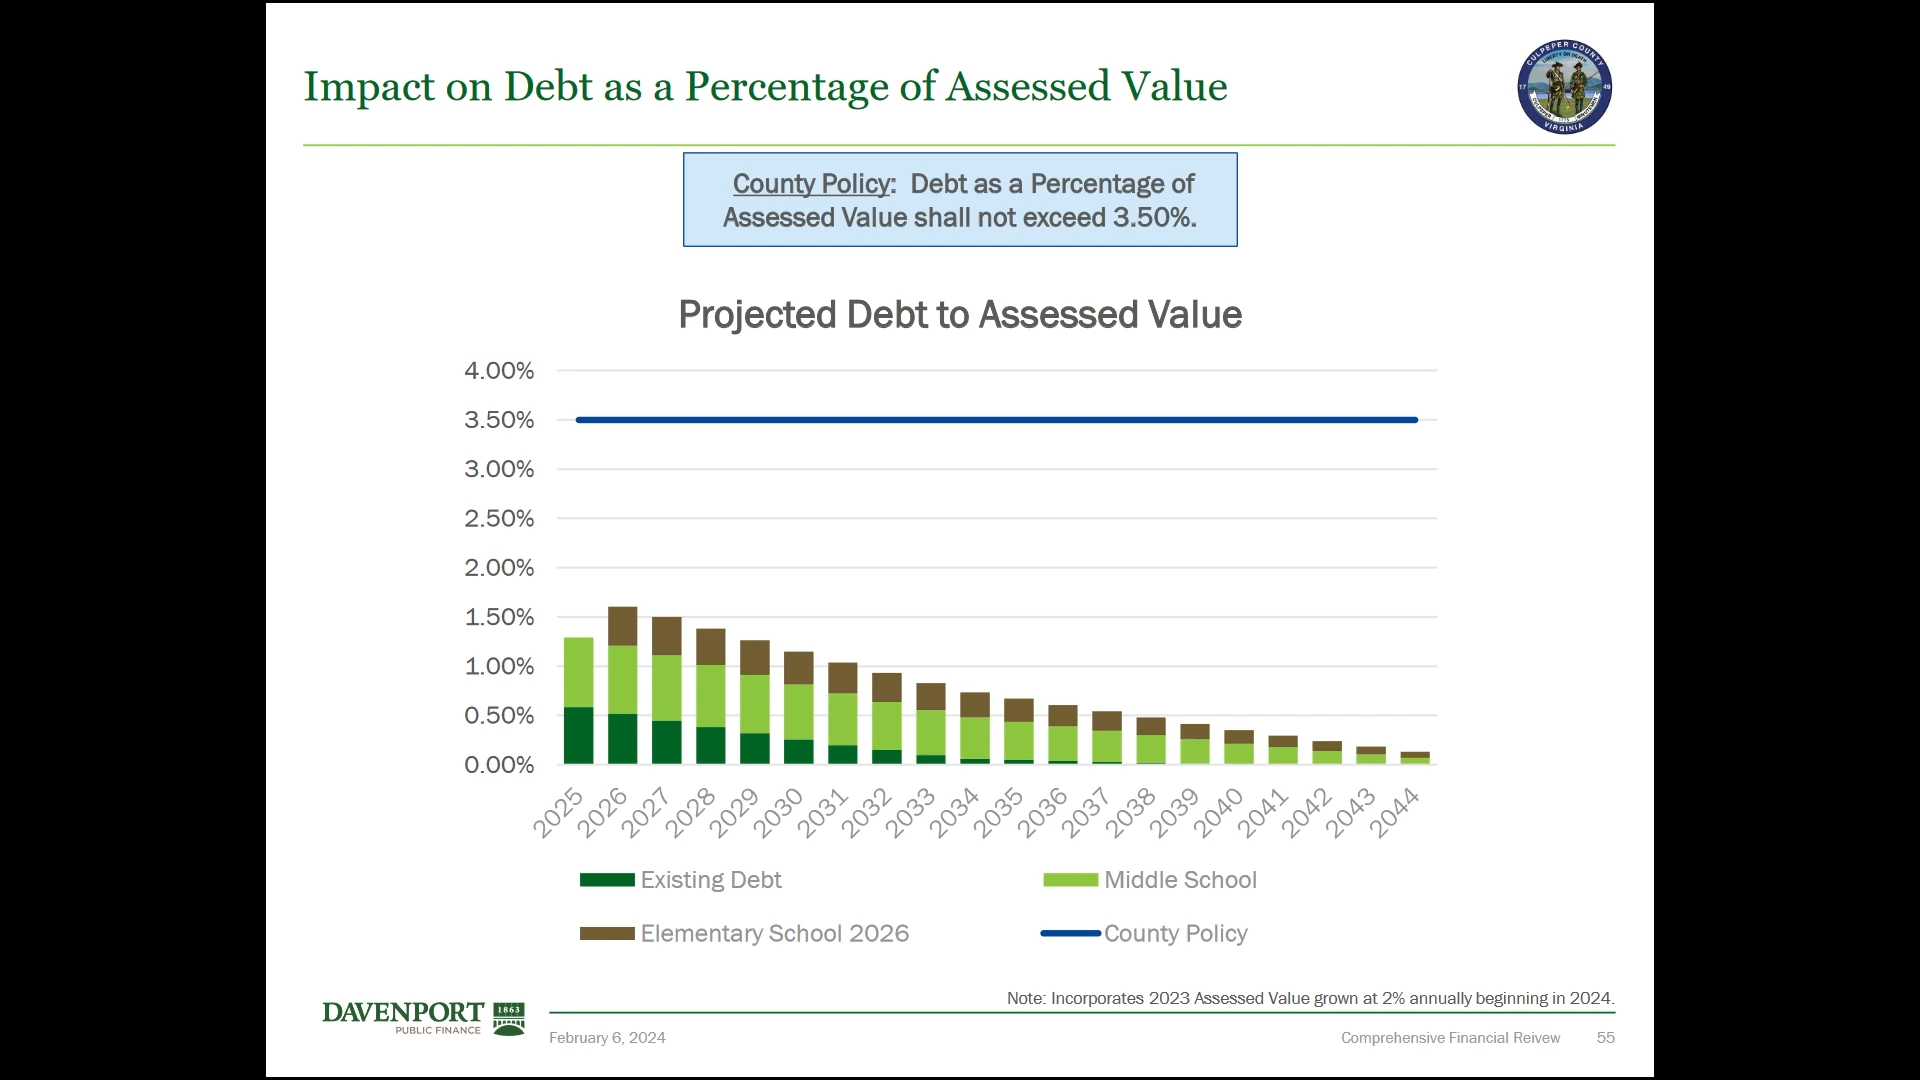 Impact on Debt as a Percentage of Assessed Value
CULPEPER COUNTY
17 49
VIRGINIA
County Policy: Debt as a Percentage of
Assessed Value shall not exceed 3.50%.
Projected Debt to Assessed Value
4.00%
3.50%
3.00%
2.50%
2.00%
1.50%
1.00%
0.50%
0.00%
2025 2026 2027 2028 2029 2030 2031 2032 2033 2034 2035 2036 2037 2038 2039 2040 2041 2042 2043 2044
Existing Debt Middle School
Elementary School 2026 County Policy
Note: Incorporates 2023 Assessed Value grown at 2% annually beginning in 2024.
DAVENPORT 1863
PUBLIC FINANCE
February 6, 2024 Comprehensive Financial Reivew 55